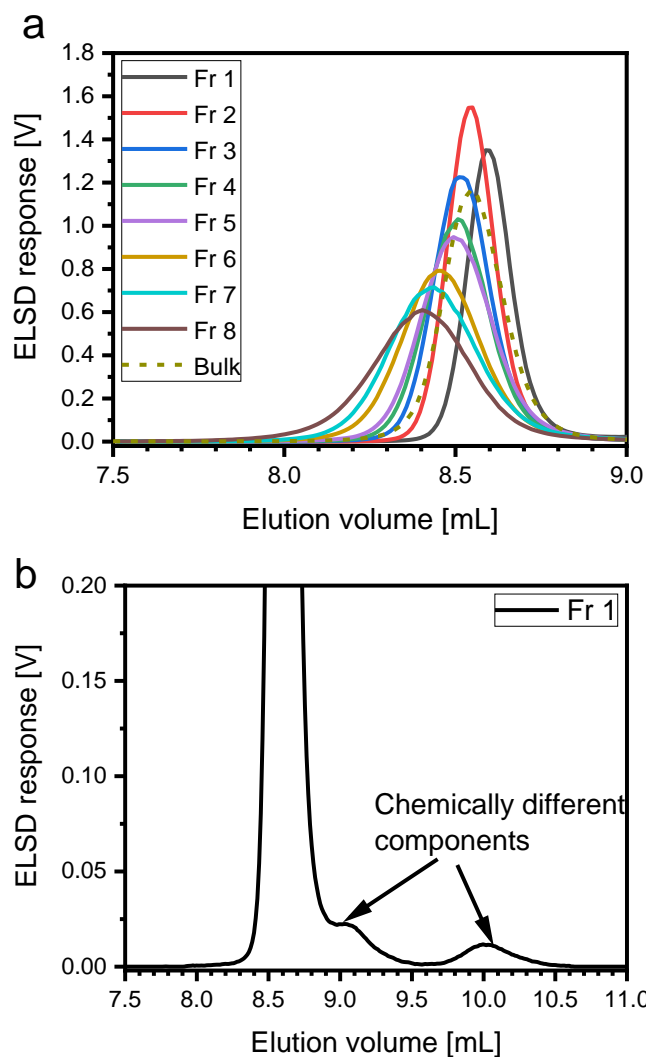 a
ELSD response [V]
1.8
1.6
1.4
1.2
1.0
0.8
0.6
0.4
0.2
0.0
Fr 1
Fr 2
Fr 3
Fr 4
Fr 5
Fr 6
Fr 7
Fr 8
Bulk
7.5 8.0 8.5 9.0
Elution volume [mL]
b
ELSD response [V]
0.20
0.15
0.10
0.05
0.00
Fr 1
Chemically different
components
7.5 8.0 8.5 9.0 9.5 10.0 10.5 11.0
Elution volume [mL]